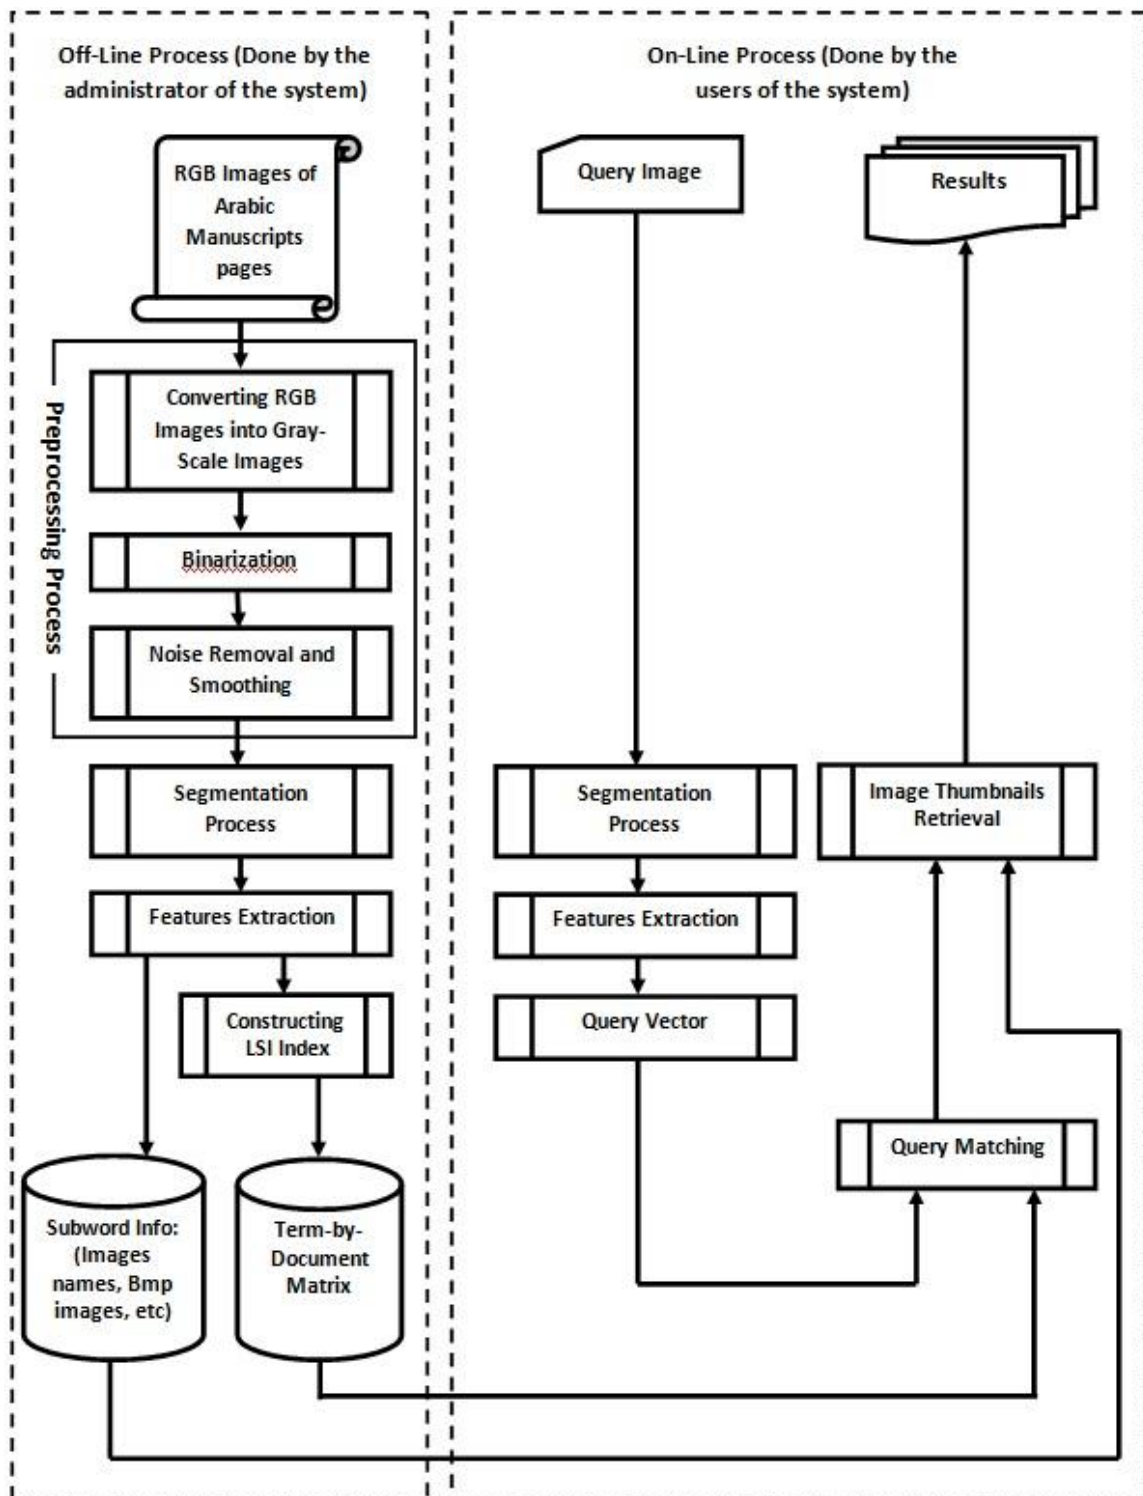 Off-Line Process (Done by the
administrator of the system)
RGB Images of
Arabic
Manuscripts
pages
Preprocessing Process
Converting RGB
Images into Gray-
Scale Images
Binarization
Noise Removal and
Smoothing
Segmentation
Process
Features Extraction
Constructing
LSI Index
Subword Info:
(Images
names, Bmp
images, etc)
Term-by-
Document
Matrix
On-Line Process (Done by the
users of the system)
Query Image
Results
Segmentation
Process
Image Thumbnails
Retrieval
Features Extraction
Query Vector
Query Matching